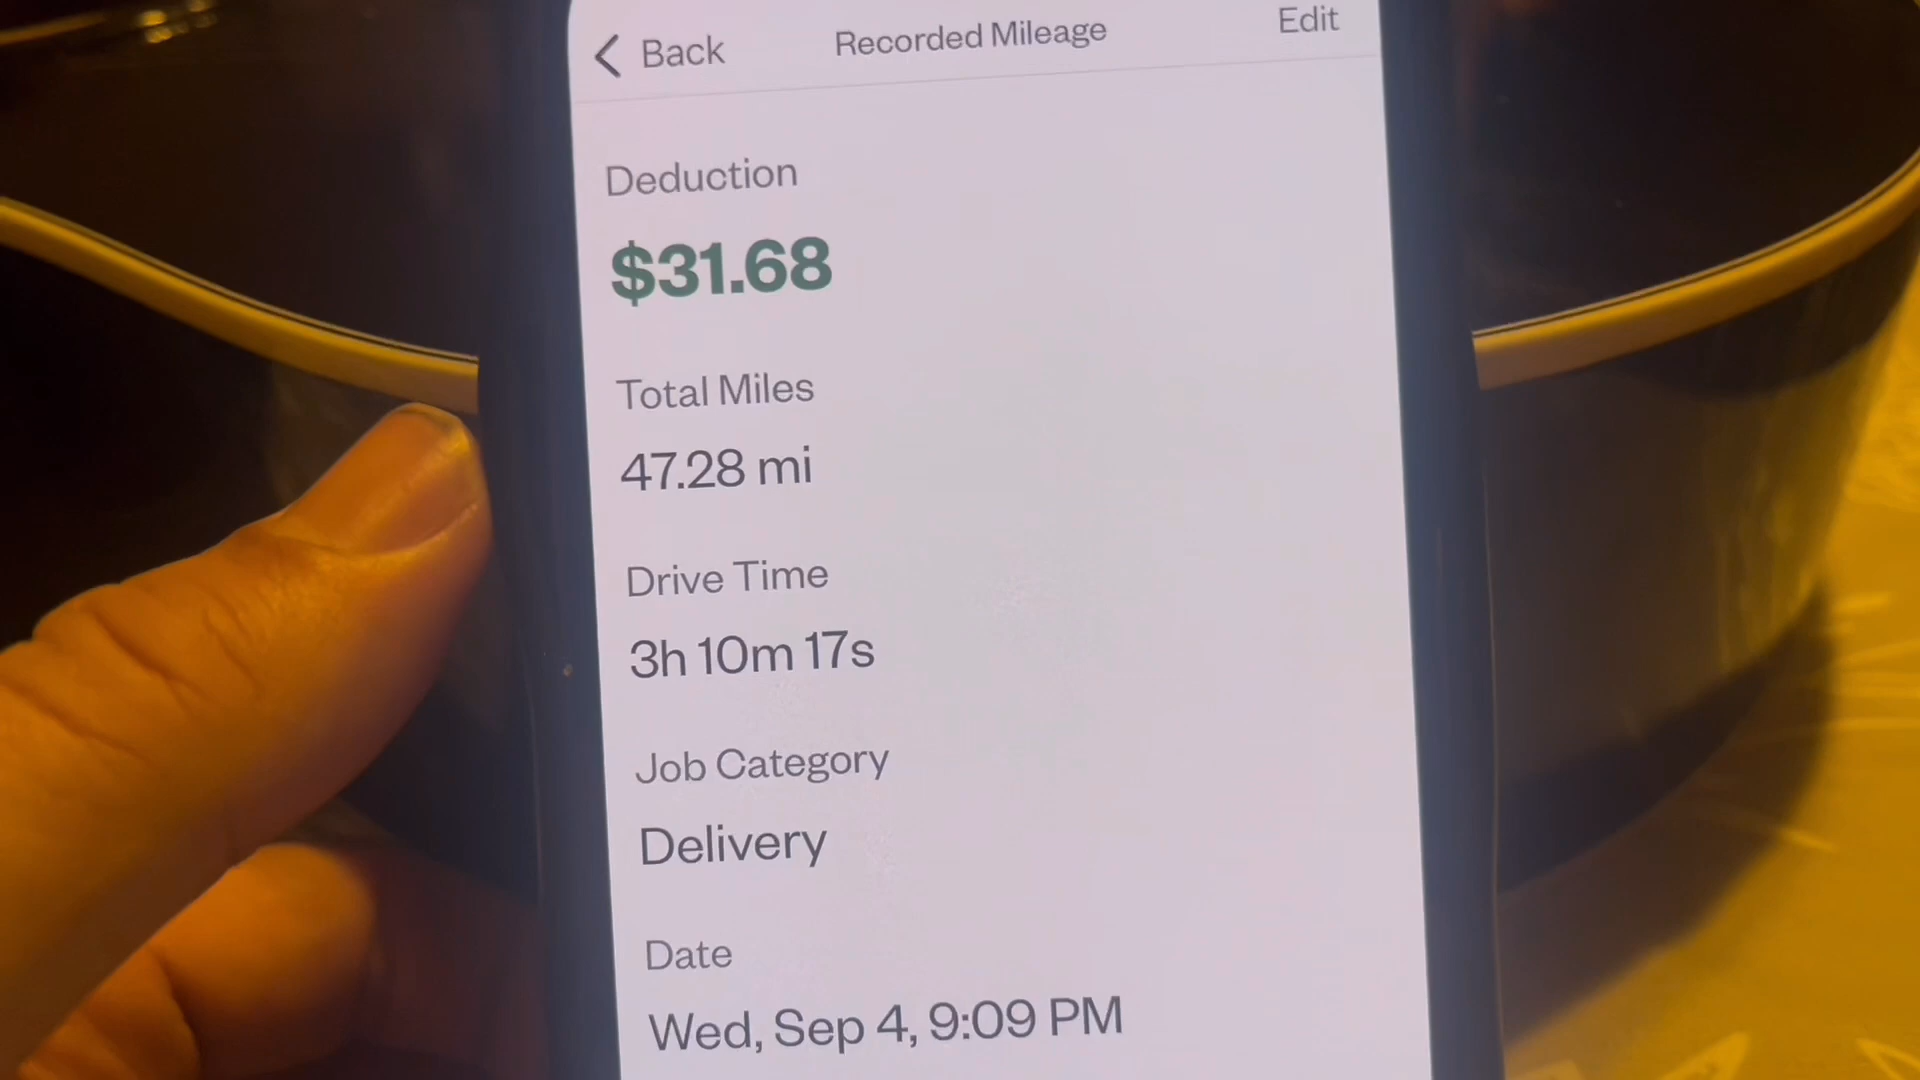 Back Recorded Mileage Edit
Deduction
$31.68
Total Miles
47.28 mi
Drive Time
3h 10m 17s
Job Category
Delivery
Date
Wed, Sep 4, 9:09 PM